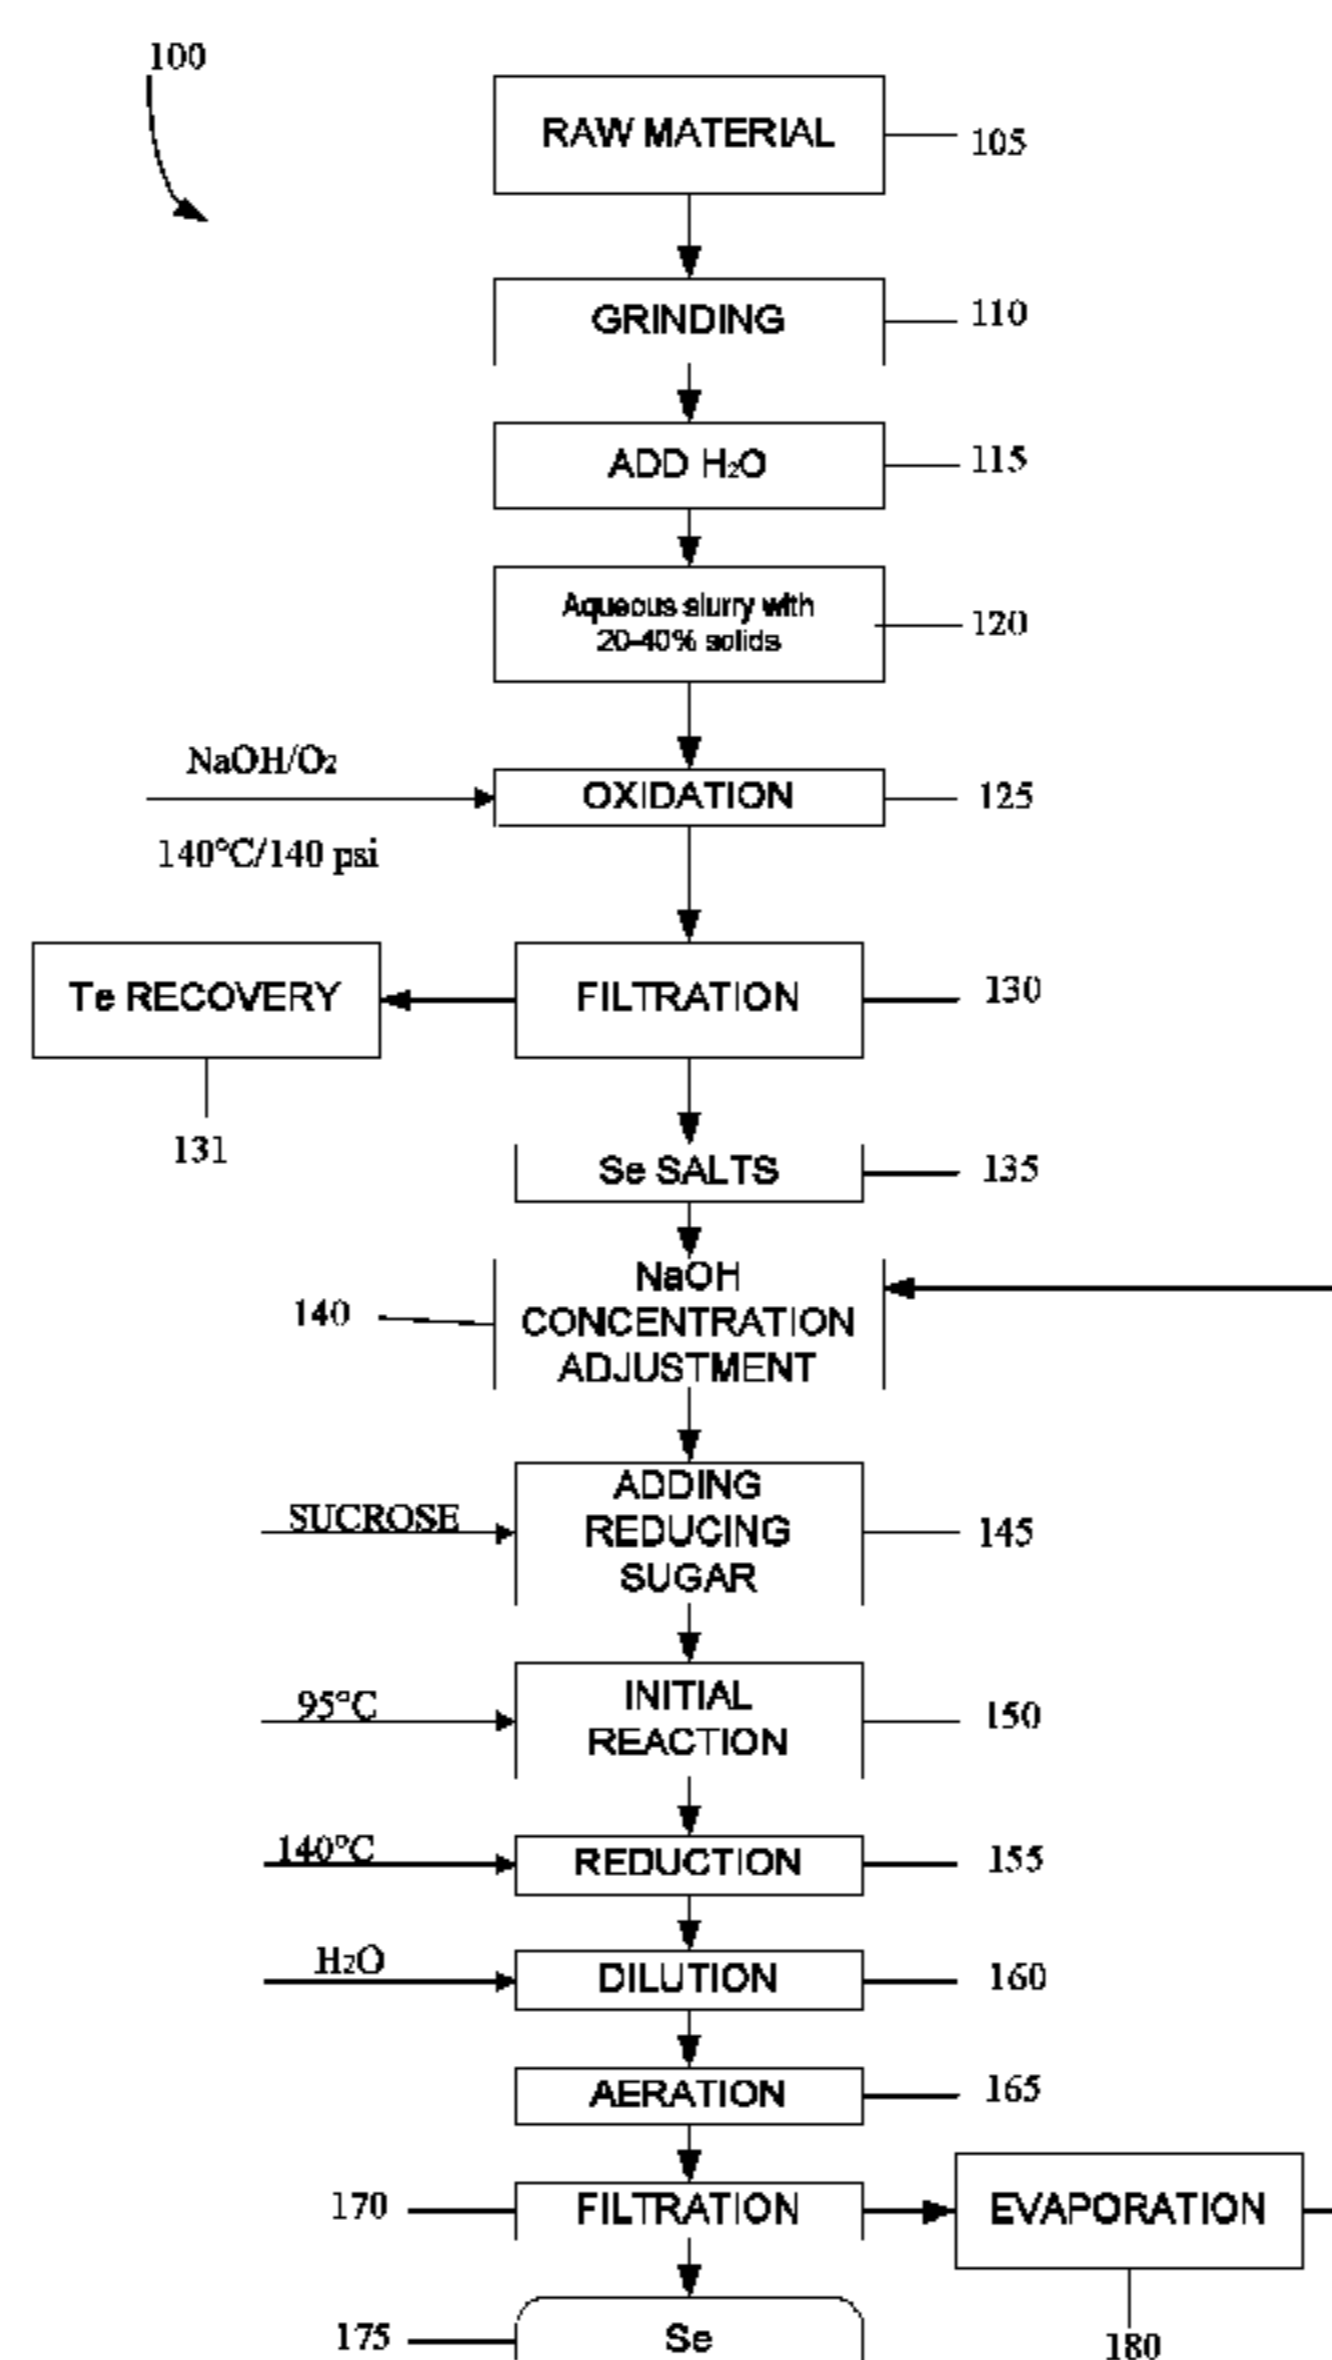 100
RAW MATERIAL
105
GRINDING
110
ADD H₂O
115
Aqueous slurry with
20-40% solids
120
NaOH/O₂
140°C/140 psi
OXIDATION
125
Te RECOVERY
131
FILTRATION
130
Se SALTS
135
140
NaOH
CONCENTRATION
ADJUSTMENT
SUCROSE
ADDING
REDUCING
SUGAR
145
95°C
INITIAL
REACTION
150
140°C
REDUCTION
155
H₂O
DILUTION
160
AERATION
165
170
FILTRATION
EVAPORATION
180
175
Se